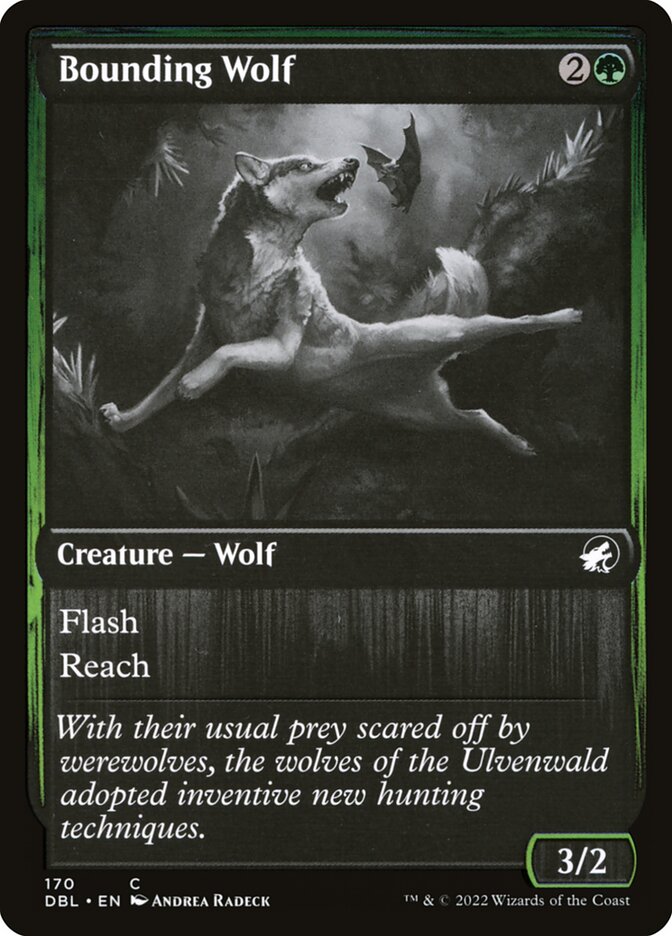 Bounding Wolf 2
Creature — Wolf
Flash
Reach
With their usual prey scared off by
werewolves, the wolves of the Ulvenwald
adopted inventive new hunting
techniques.
3/2
170 C
DBL • EN Andrea Radeck ™ & © 2022 Wizards of the Coast